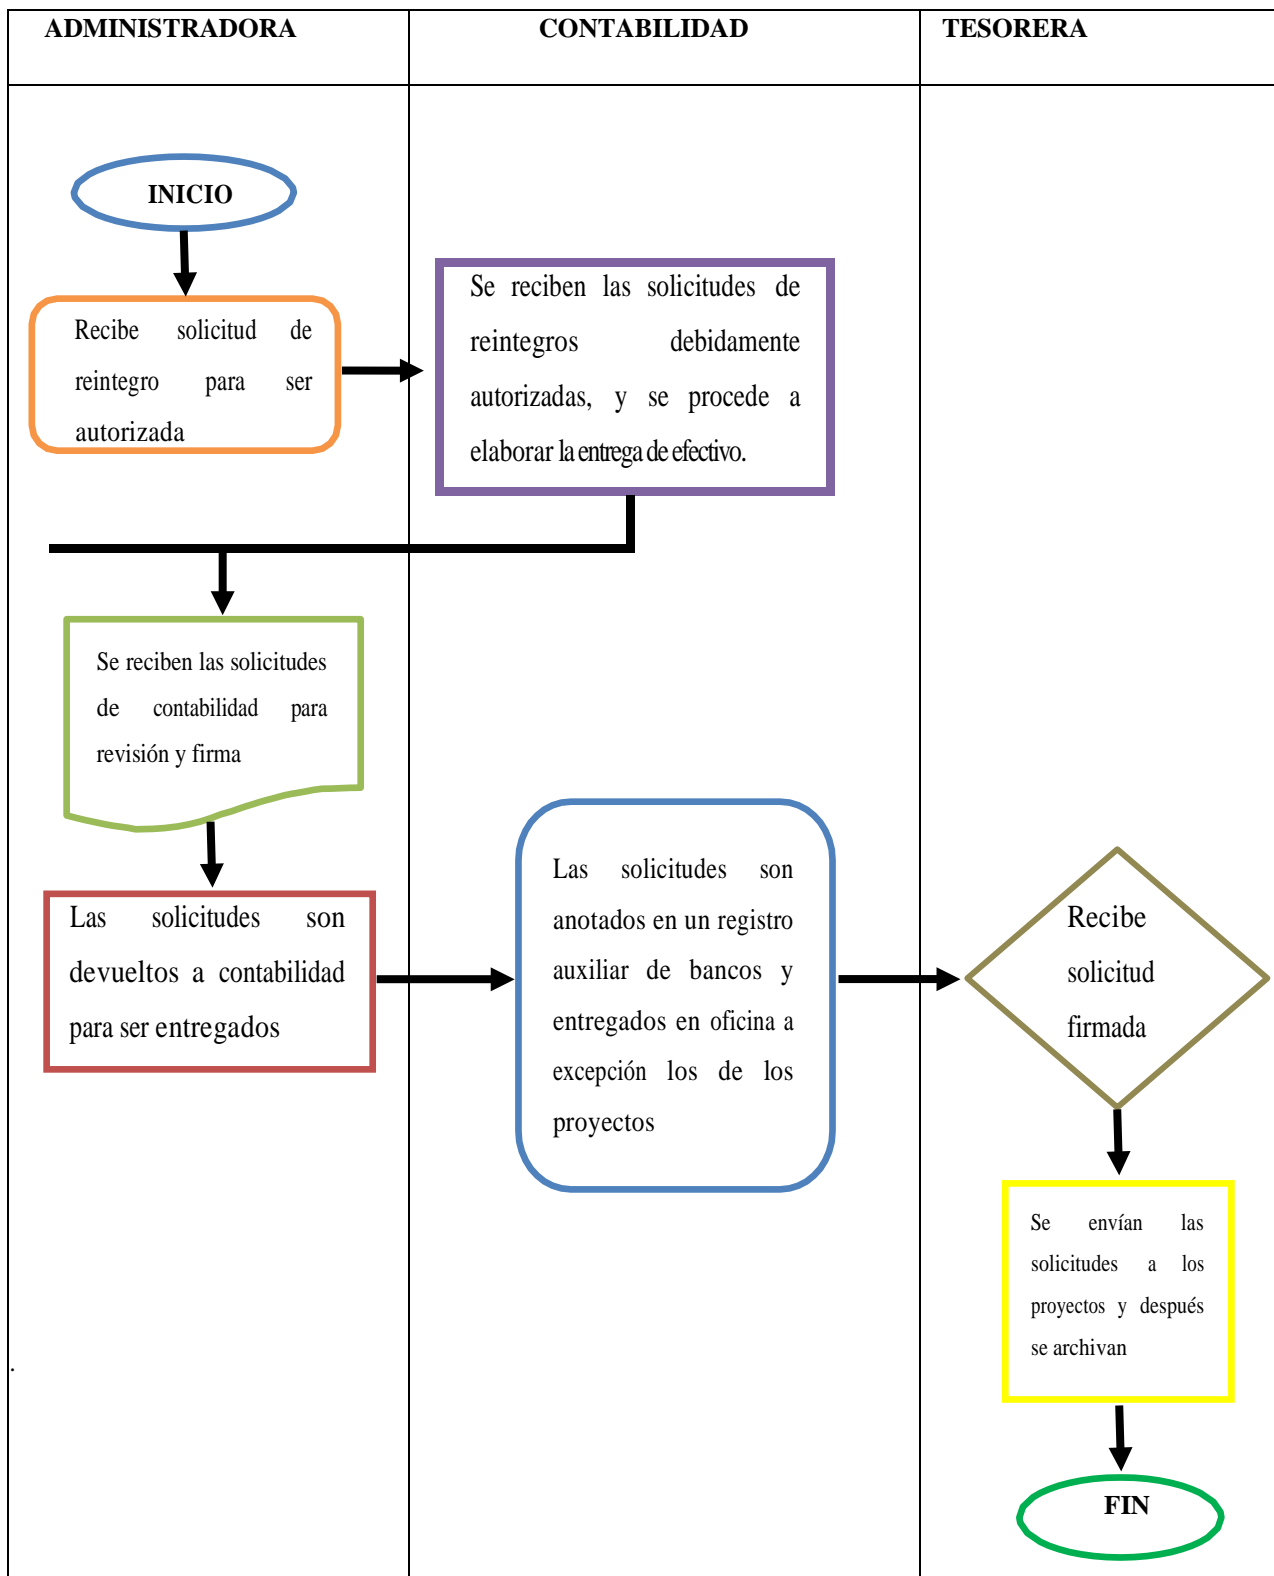 ADMINISTRADORA
CONTABILIDAD
TESORERA
INICIO
Recibe solicitud de
reintegro para ser
autorizada
Se reciben las solicitudes de
reintegros debidamente
autorizadas, y se procede a
elaborar la entrega de efectivo.
Se reciben las solicitudes
de contabilidad para
revisión y firma
Las solicitudes son
devueltos a contabilidad
para ser entregados
Las solicitudes son
anotados en un registro
auxiliar de bancos y
entregados en oficina a
excepción los de los
proyectos
Recibe
solicitud
firmada
Se envían las
solicitudes a los
proyectos y después
se archivan
.
FIN